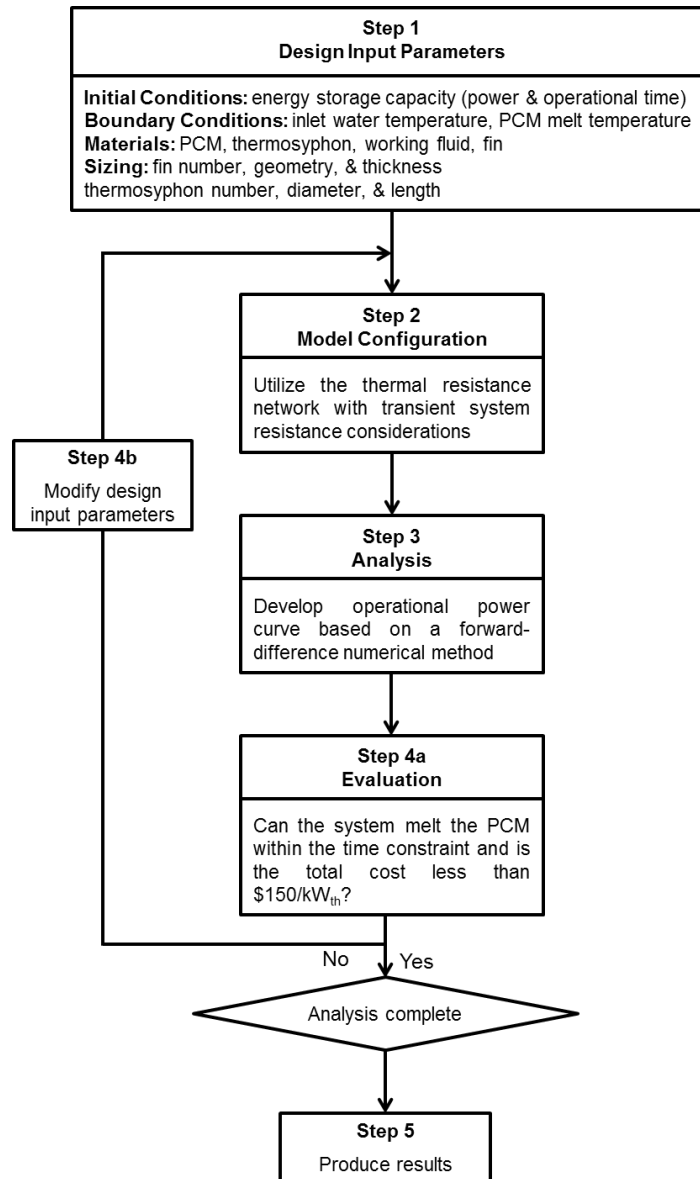 Step 1
Design Input Parameters
Initial Conditions: energy storage capacity (power & operational time)
Boundary Conditions: inlet water temperature, PCM melt temperature
Materials: PCM, thermosyphon, working fluid, fin
Sizing: fin number, geometry, & thickness
thermosyphon number, diameter, & length
Step 2
Model Configuration
Utilize the thermal resistance
network with transient system
resistance considerations
Step 4b
Modify design
input parameters
Step 3
Analysis
Develop operational power
curve based on a forward-
difference numerical method
Step 4a
Evaluation
Can the system melt the PCM
within the time constraint and is
the total cost less than
$150/kWth?
No Yes
Analysis complete
Step 5
Produce results